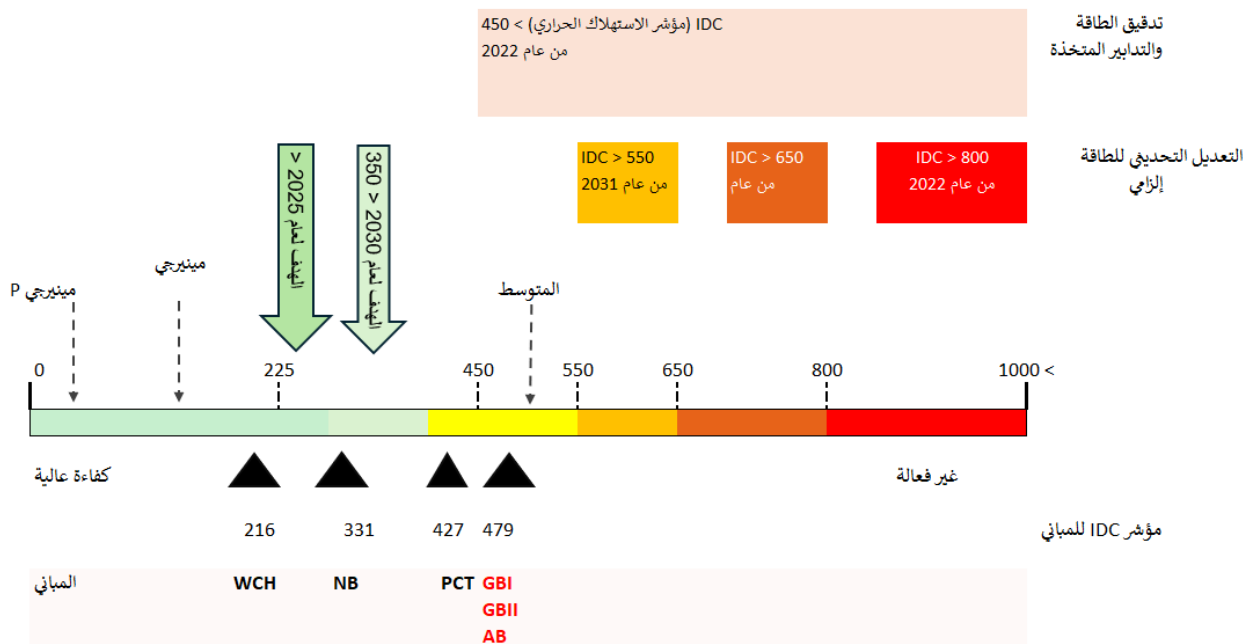 تدقيق الطاقة
والتدابير المتخذة
IDC (مؤشر الاستهلاك الحراري) > 450
من عام 2022
التعديل التحديثي للطاقة
إلزامي
IDC > 800
من عام 2022
IDC > 650
من عام
IDC > 550
من عام 2031
الهدف لعام 2030 > 350
الهدف لعام 2025 >
المتوسط
مينيرجي
مينيرجي P
0
225
450
550
650
800
1000 <
كفاءة عالية
غير فعالة
مؤشر IDC للمباني
216
331
427
479
المباني
WCH
NB
PCT
GBI
GBII
AB